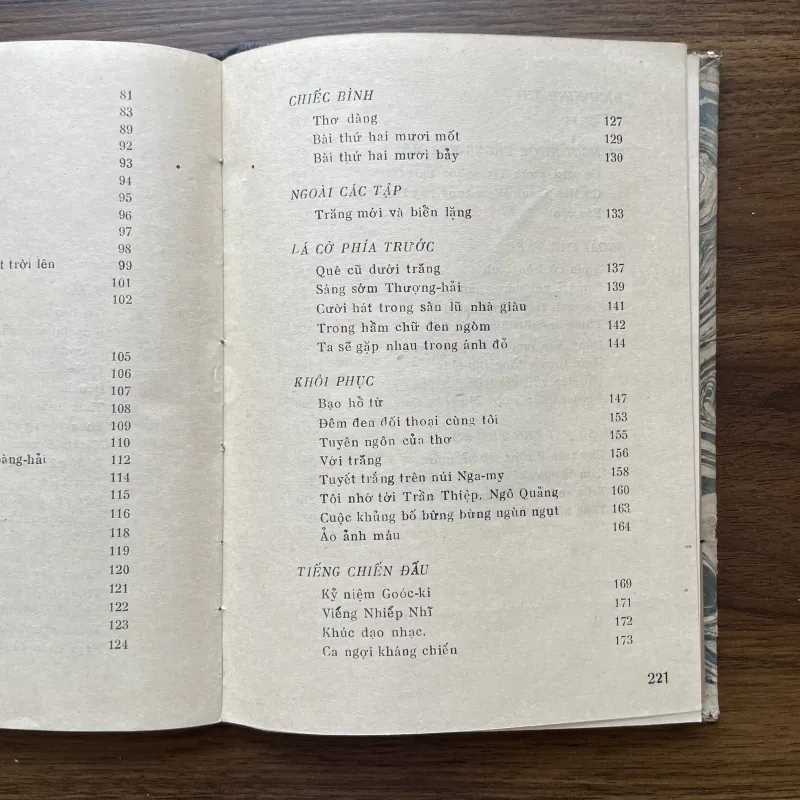 81
83
89
92
93
94
95
96
97
98
t trời lên 99
101
102
105
106
107
108
109
110
àng-hải 112
114
115
116
118
119
120
121
122
123
124
CHIẾC BÌNH
Thơ dàng 127
Bài thứ hai mươi mốt 129
Bài thứ hai mươi bảy 130
NGOÀI CÁC TẬP
Trăng mới và biển lặng 133
LÁ CỜ PHÍA TRƯỚC
Quê cũ dưới trăng 137
Sáng sớm Thượng-hải 139
Cười hát trong sàn lũ nhà giàu 141
Trong hầm chữ đen ngòm 142
Ta sẽ gặp nhau trong ánh đỏ 144
KHÔI PHỤC
Bạo hồ từ 147
Đêm đen đối thoại cùng tôi 153
Tuyên ngôn của thơ 155
Với trăng 156
Tuyết trắng trên núi Nga-my 158
Tôi nhớ tới Trần Thiệp, Ngô Quảng 160
Cuộc khủng bố bừng bừng ngùn ngụt 163
Ảo ảnh máu 164
TIẾNG CHIẾN ĐẤU
Kỷ niệm Goóc-ki 169
Viếng Nhiếp Nhĩ 171
Khúc dạo nhạc. 172
Ca ngợi kháng chiến 173
221